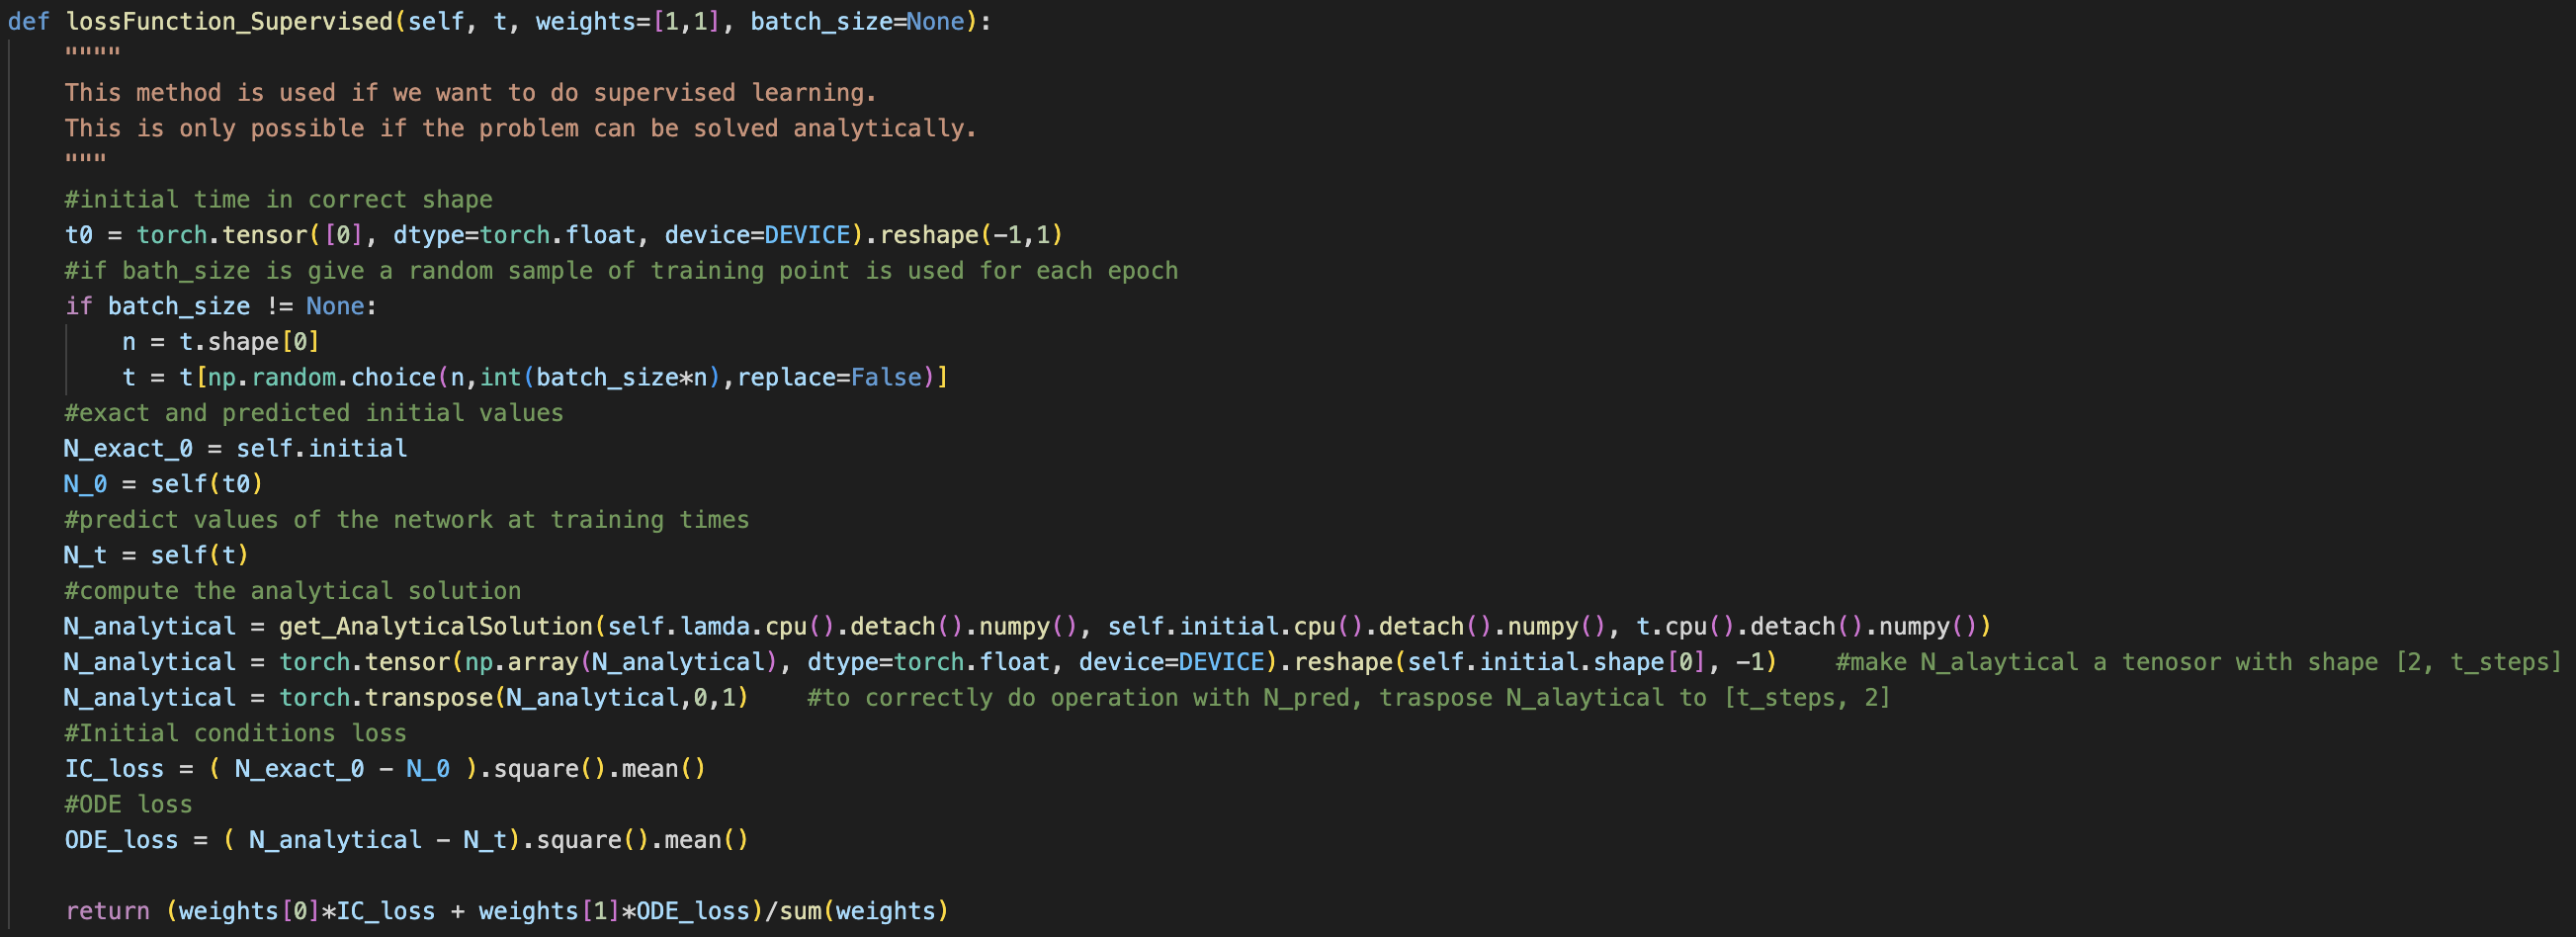 def lossFunction_Supervised(self, t, weights=[1,1], batch_size=None):
    """"
    This method is used if we want to do supervised learning.
    This is only possible if the problem can be solved analytically.
    """
    #initial time in correct shape
    t0 = torch.tensor([0], dtype=torch.float, device=DEVICE).reshape(-1,1)
    #if bath_size is give a random sample of training point is used for each epoch
    if batch_size != None:
        n = t.shape[0]
        t = t[np.random.choice(n,int(batch_size*n),replace=False)]
    #exact and predicted initial values
    N_exact_0 = self.initial
    N_0 = self(t0)
    #predict values of the network at training times
    N_t = self(t)
    #compute the analytical solution
    N_analytical = get_AnalyticalSolution(self.lamda.cpu().detach().numpy(), self.initial.cpu().detach().numpy(), t.cpu().detach().numpy())
    N_analytical = torch.tensor(np.array(N_analytical), dtype=torch.float, device=DEVICE).reshape(self.initial.shape[0], -1)    #make N_alaytical a tenosor with shape [2, t_steps]
    N_analytical = torch.transpose(N_analytical,0,1)    #to correctly do operation with N_pred, traspose N_alaytical to [t_steps, 2]
    #Initial conditions loss
    IC_loss = ( N_exact_0 - N_0 ).square().mean()
    #ODE loss
    ODE_loss = ( N_analytical - N_t).square().mean()
    return (weights[0]*IC_loss + weights[1]*ODE_loss)/sum(weights)